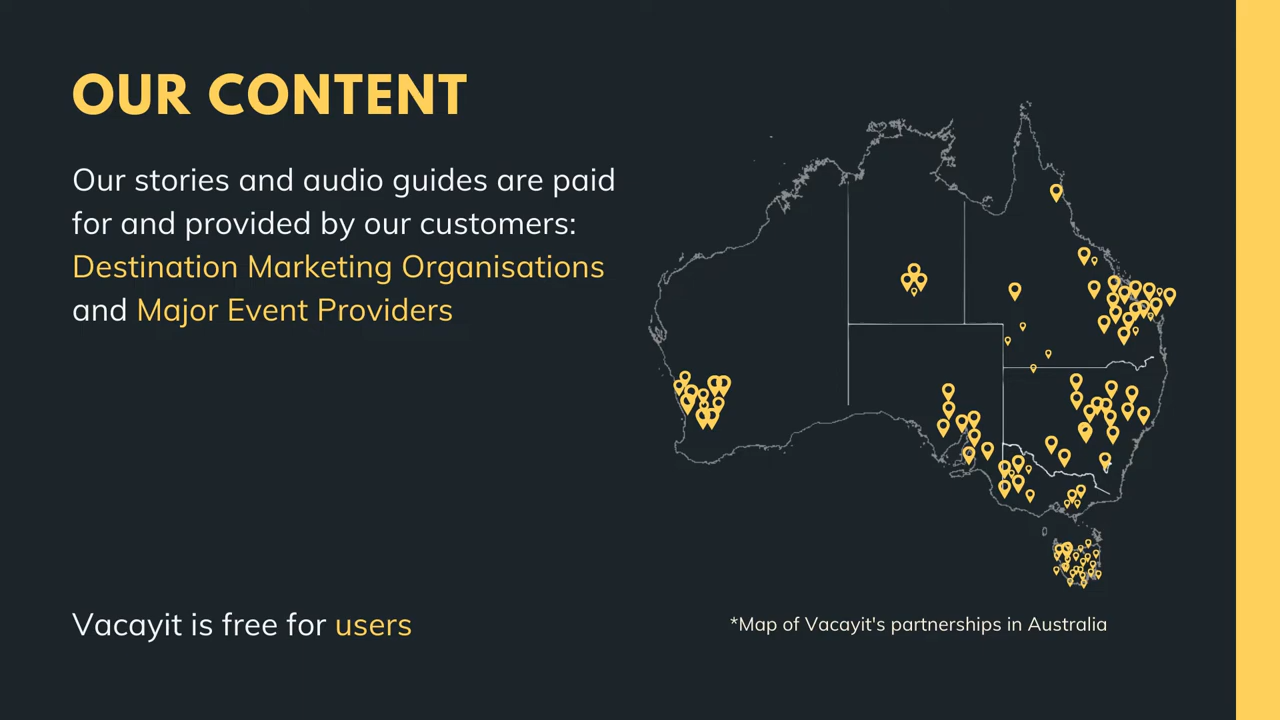 OUR CONTENT
Our stories and audio guides are paid
for and provided by our customers:
Destination Marketing Organisations
and Major Event Providers
Vacayit is free for users
*Map of Vacayit's partnerships in Australia